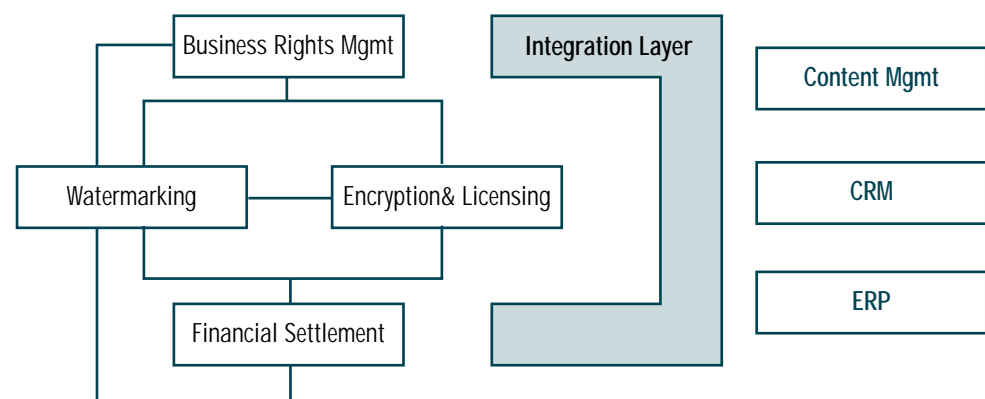 Business Rights Mgmt
Integration Layer
Content Mgmt
Watermarking
Encryption& Licensing
CRM
ERP
Financial Settlement